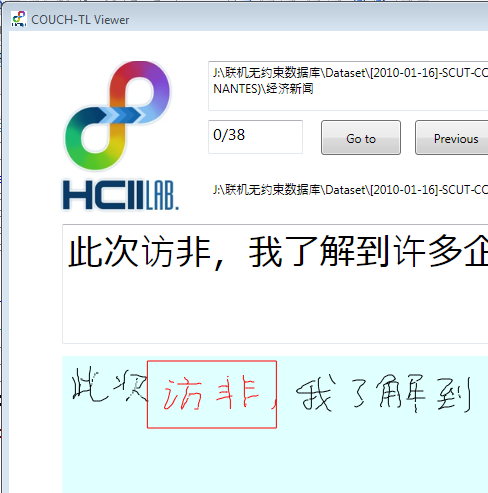 COUCH-TL Viewer
J:\联机无约束数据库\Dataset\[2010-01-16]-SCUT-CO
NANTES)\经济新闻
0/38
Go to
Previous
HCII LAB.
J:\联机无约束数据库\Dataset\[2010-01-16]-SCUT-CO
此次访非，我了解到许多企
此次访非，我了解到